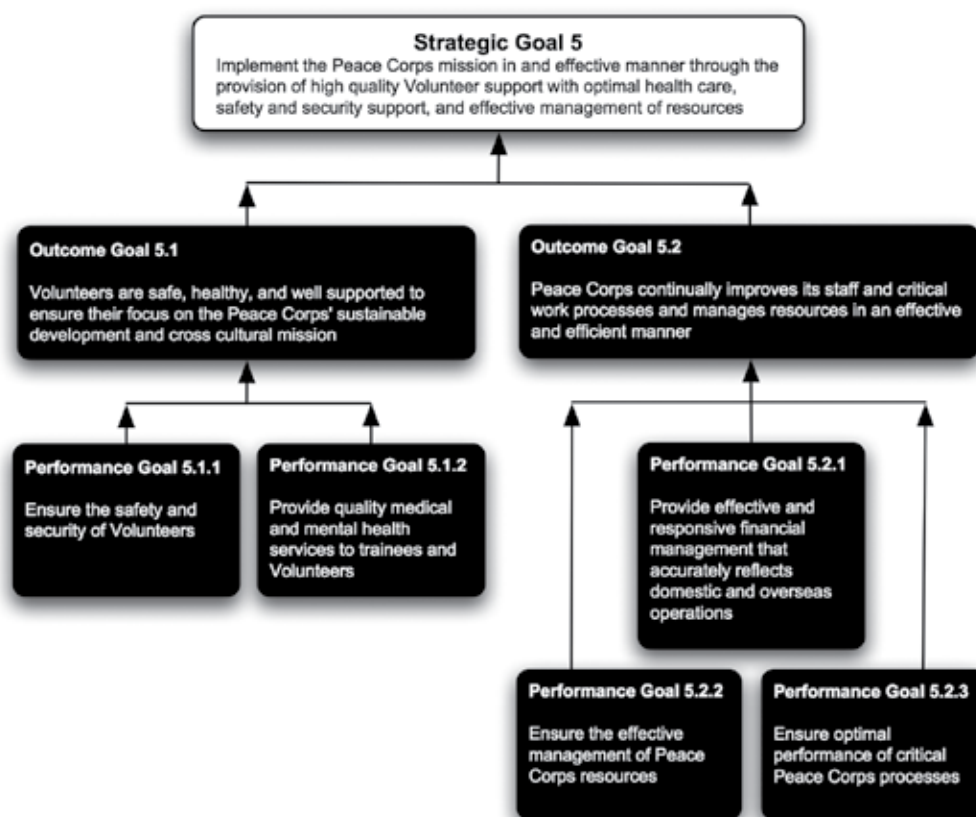 Strategic Goal 5
Implement the Peace Corps mission in and effective manner through the
provision of high quality Volunteer support with optimal health care,
safety and security support, and effective management of resources
Outcome Goal 5.1
Volunteers are safe, healthy, and well supported to
ensure their focus on the Peace Corps' sustainable
development and cross cultural mission
Outcome Goal 5.2
Peace Corps continually improves its staff and critical
work processes and manages resources in an effective
and efficient manner
Performance Goal 5.1.1
Ensure the safety and
security of Volunteers
Performance Goal 5.1.2
Provide quality medical
and mental health
services to trainees and
Volunteers
Performance Goal 5.2.1
Provide effective and
responsive financial
management that
accurately reflects
domestic and overseas
operations
Performance Goal 5.2.2
Ensure the effective
management of Peace
Corps resources
Performance Goal 5.2.3
Ensure optimal
performance of critical
Peace Corps processes